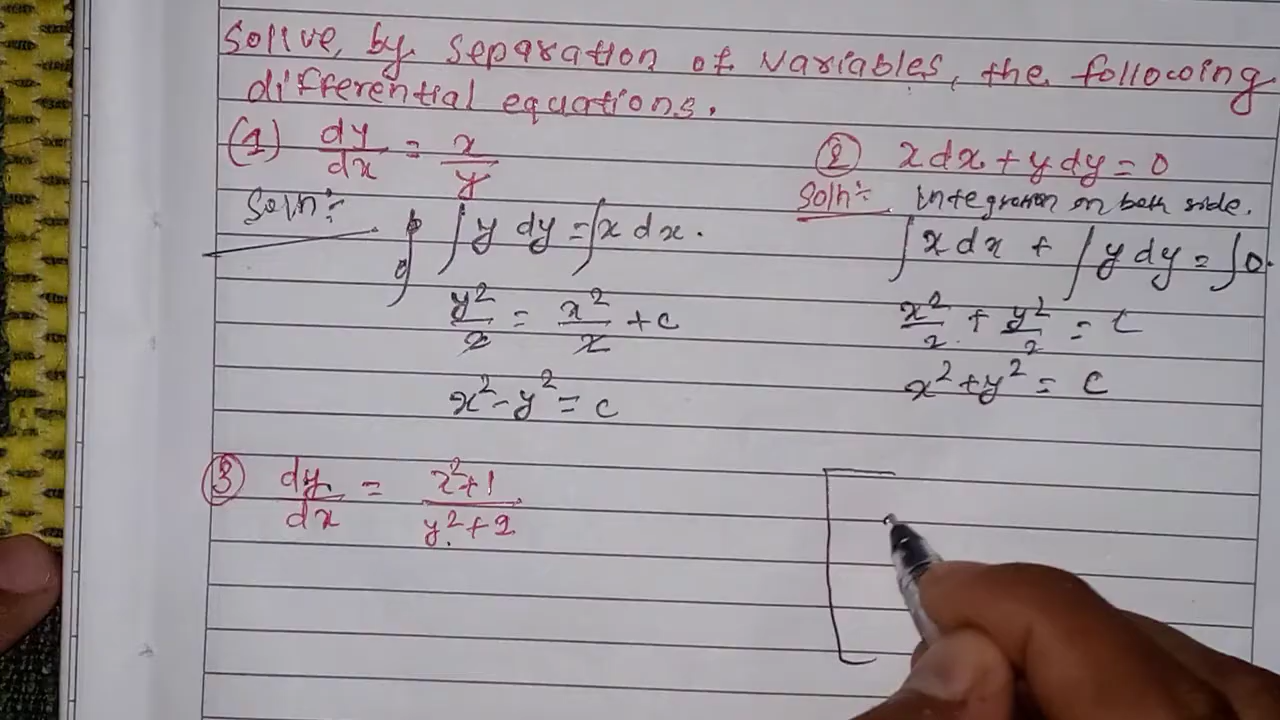 Sollve, by separation of variables, the following
differential equations.
(1) dy/dx = x/y
Soln:-
∫y dy = ∫x dx.
y²/2 = x²/2 + c
x² - y² = c
② x dx + y dy = 0
Soln:- integration on both side.
∫x dx + ∫y dy = ∫0.
x²/2 + y²/2 = c
x² + y² = c
③ dy/dx = x²+1/y²+2